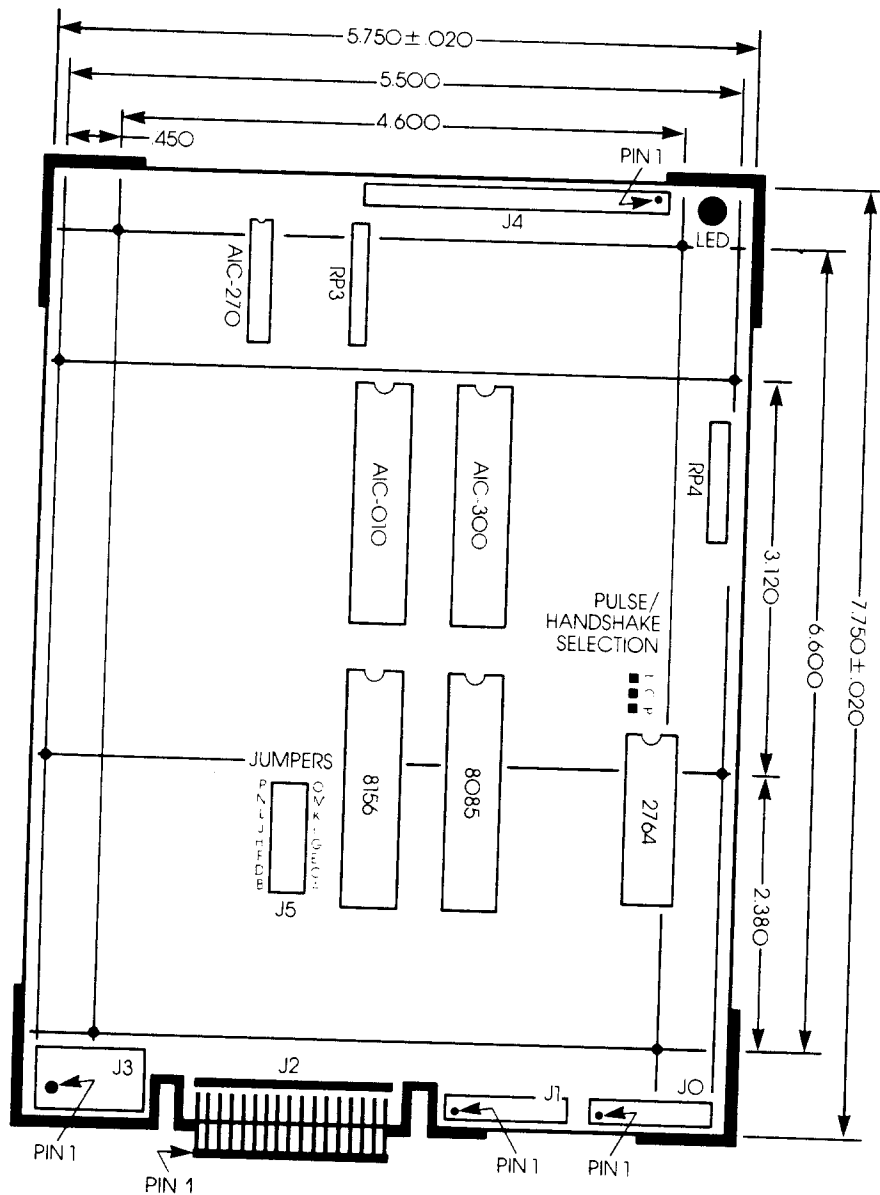 5.750±.020
5.500
4.600
.450
PIN 1
J4
LED
AIC-270
RP3
RP4
AIC-010
AIC-300
3.120
7.750±.020
6.600
PULSE/
HANDSHAKE
SELECTION
JUMPERS
8156
8085
2764
2.380
J5
J3
J2
J1
J0
PIN 1
PIN 1
PIN 1
PIN 1